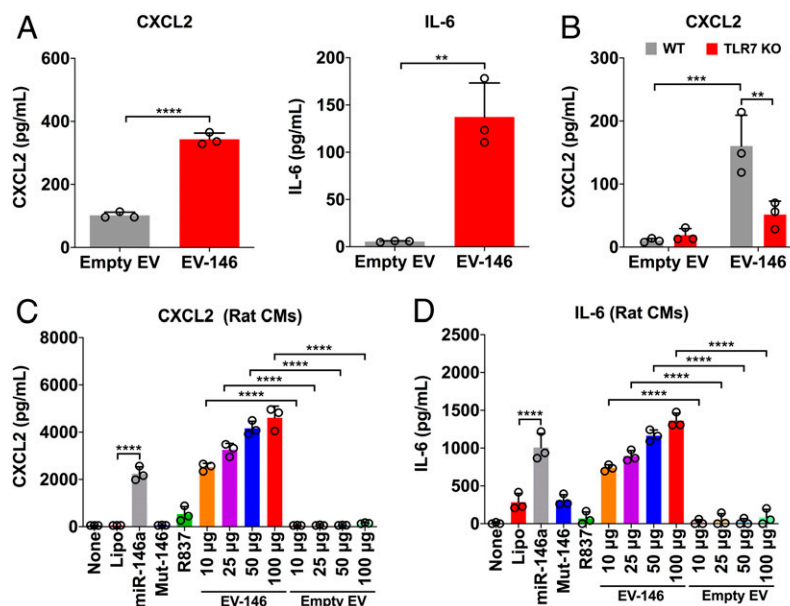 A
CXCL2
CXCL2 (pg/mL)
600
400
200
0
****
Empty EV
EV-146
IL-6
IL-6 (pg/mL)
200
150
100
50
0
**
Empty EV
EV-146
B
CXCL2
WT
TLR7 KO
CXCL2 (pg/mL)
300
200
100
0
***
**
Empty EV
EV-146
C
CXCL2 (Rat CMs)
CXCL2 (pg/mL)
8000
6000
4000
2000
0
****
****
****
****
****
None
Lipo
miR-146a
Mut-146
R837
10 µg
25 µg
50 µg
100 µg
10 µg
25 µg
50 µg
100 µg
EV-146
Empty EV
D
IL-6 (Rat CMs)
IL-6 (pg/mL)
2500
2000
1500
1000
500
0
****
****
****
****
****
None
Lipo
miR-146a
Mut-146
R837
10 µg
25 µg
50 µg
100 µg
10 µg
25 µg
50 µg
100 µg
EV-146
Empty EV